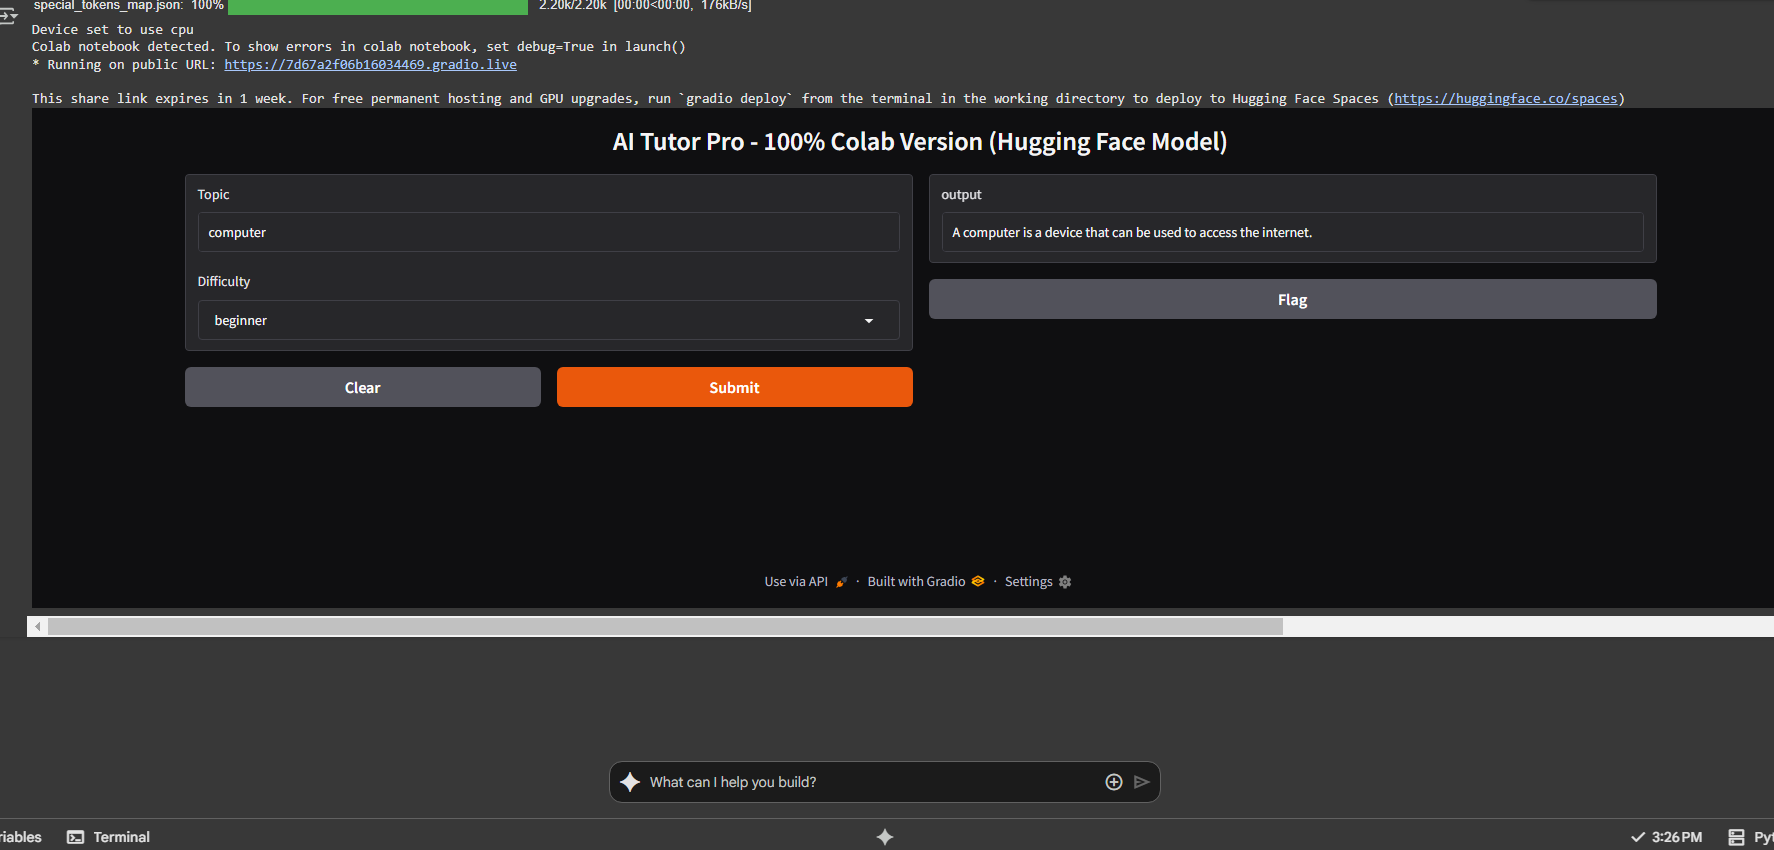 special_tokens_map.json: 100% 2.20k/2.20k [00:00<00:00, 176kB/s]
Device set to use cpu
Colab notebook detected. To show errors in colab notebook, set debug=True in launch()
* Running on public URL: https://7d67a2f06b16034469.gradio.live
This share link expires in 1 week. For free permanent hosting and GPU upgrades, run `gradio deploy` from the terminal in the working directory to deploy to Hugging Face Spaces (https://huggingface.co/spaces)
AI Tutor Pro - 100% Colab Version (Hugging Face Model)
Topic
computer
Difficulty
beginner
Clear
Submit
output
A computer is a device that can be used to access the internet.
Flag
Use via API · Built with Gradio · Settings
What can I help you build?
riables
Terminal
3:26 PM
Pyt